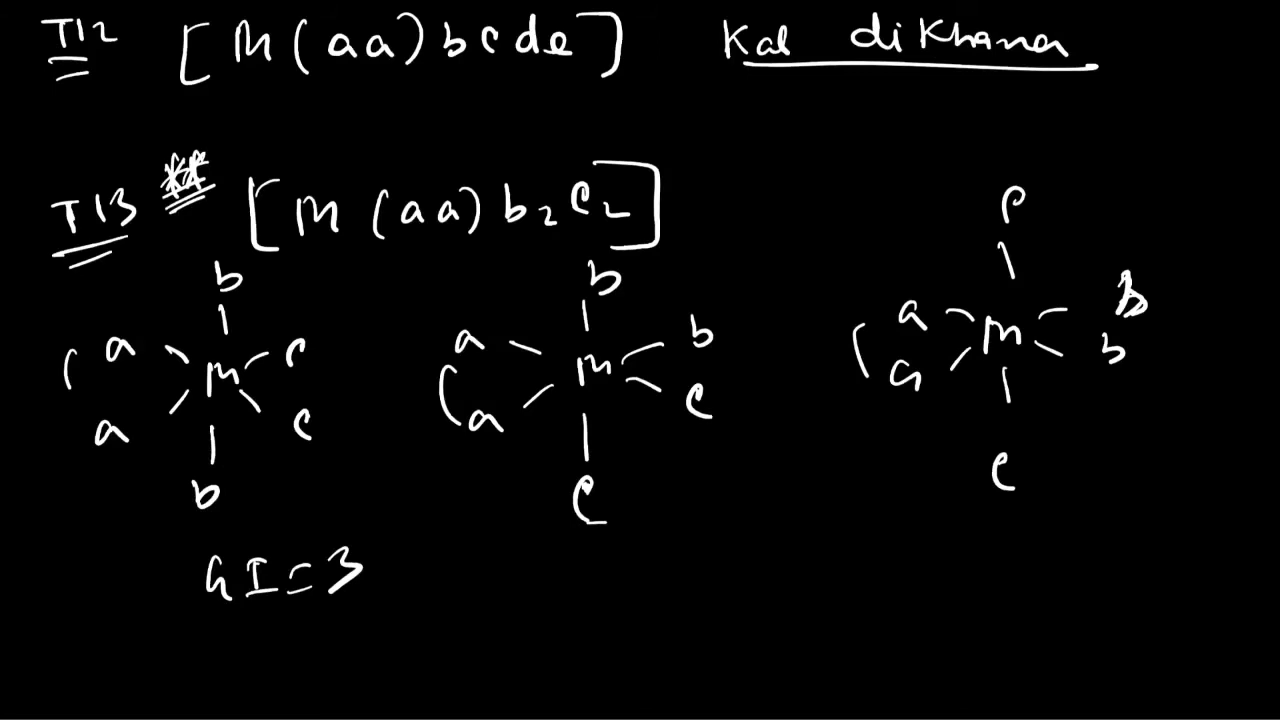 T12 [M(aa)bcde] Kal dikhana
T13 ** [M(aa)b2c2]
b b c
a c a b a b
M M M
a c a c a b
b c c
GI=3